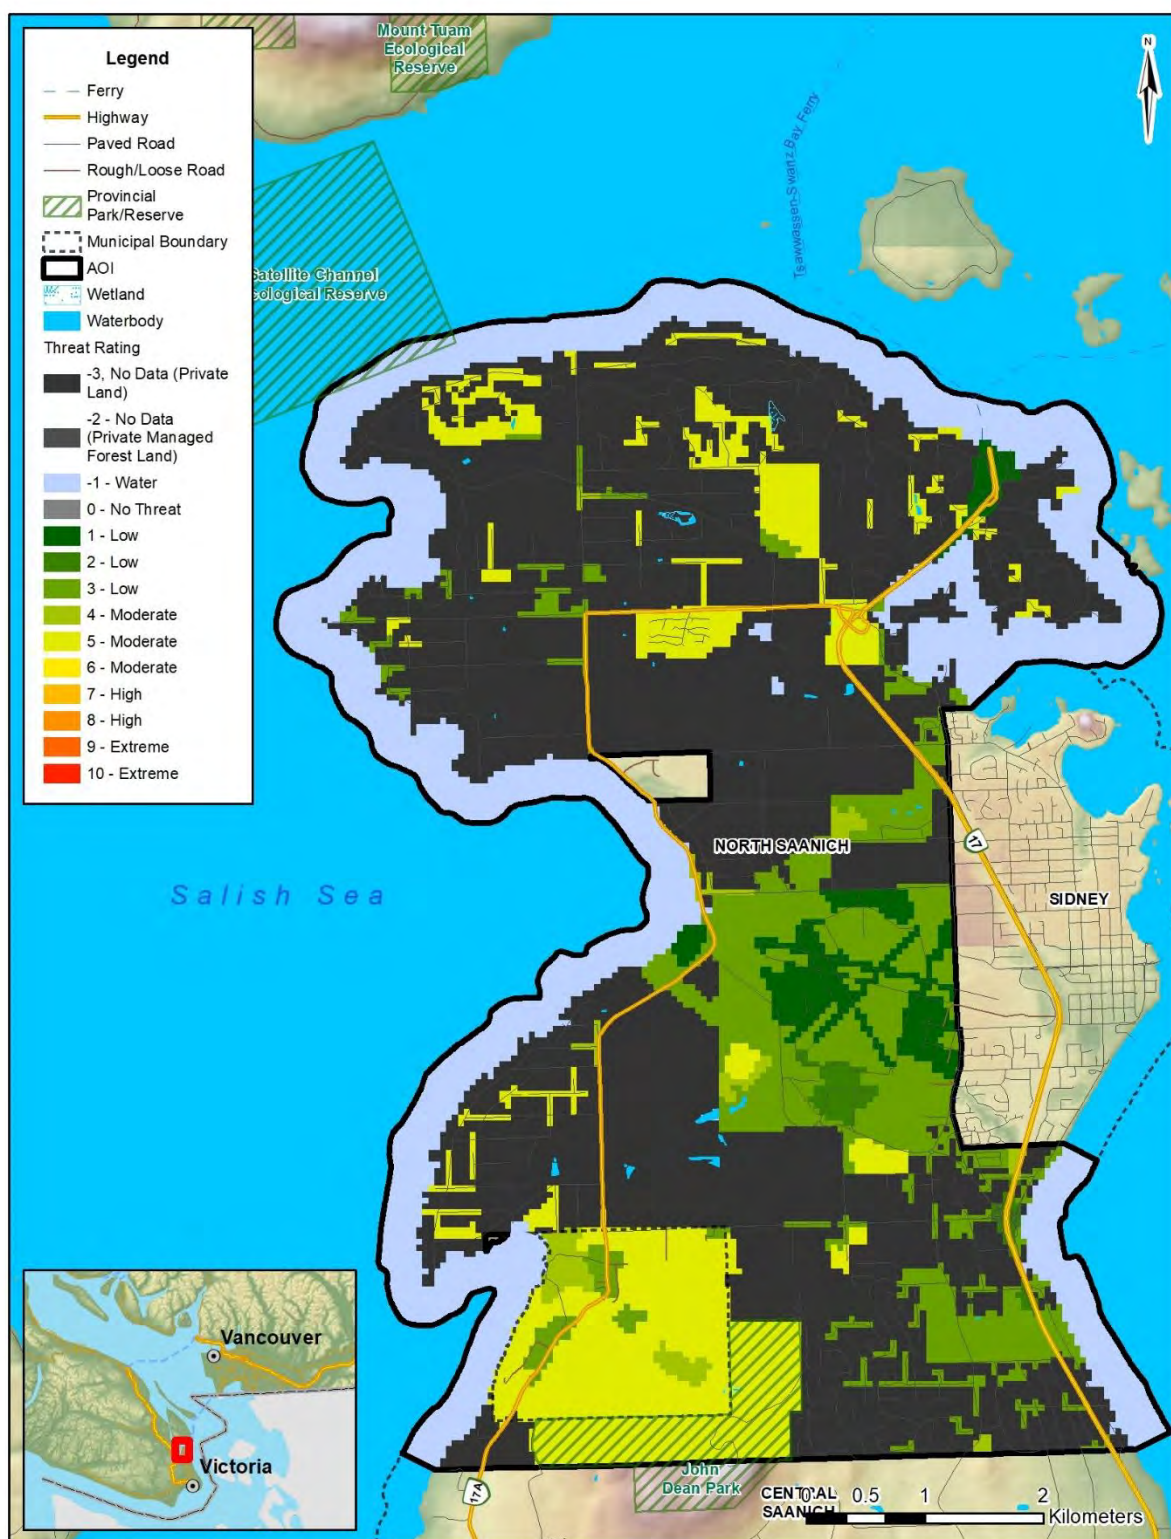 Legend
Ferry
Highway
Paved Road
Rough/Loose Road
Provincial
Park/Reserve
Municipal Boundary
AOI
Wetland
Waterbody
Threat Rating
-3, No Data (Private
Land)
-2 - No Data
(Private Managed
Forest Land)
-1 - Water
0 - No Threat
1 - Low
2 - Low
3 - Low
4 - Moderate
5 - Moderate
6 - Moderate
7 - High
8 - High
9 - Extreme
10 - Extreme
Mount Tuam
Ecological
Reserve
N
Tsawwassen-Swartz Bay Ferry
Satellite Channel
Ecological Reserve
NORTH SAANICH
17
SIDNEY
Salish Sea
Vancouver
Victoria
17A
John
Dean Park
CENTRAL
SAANICH
0 0.5 1 2
Kilometers